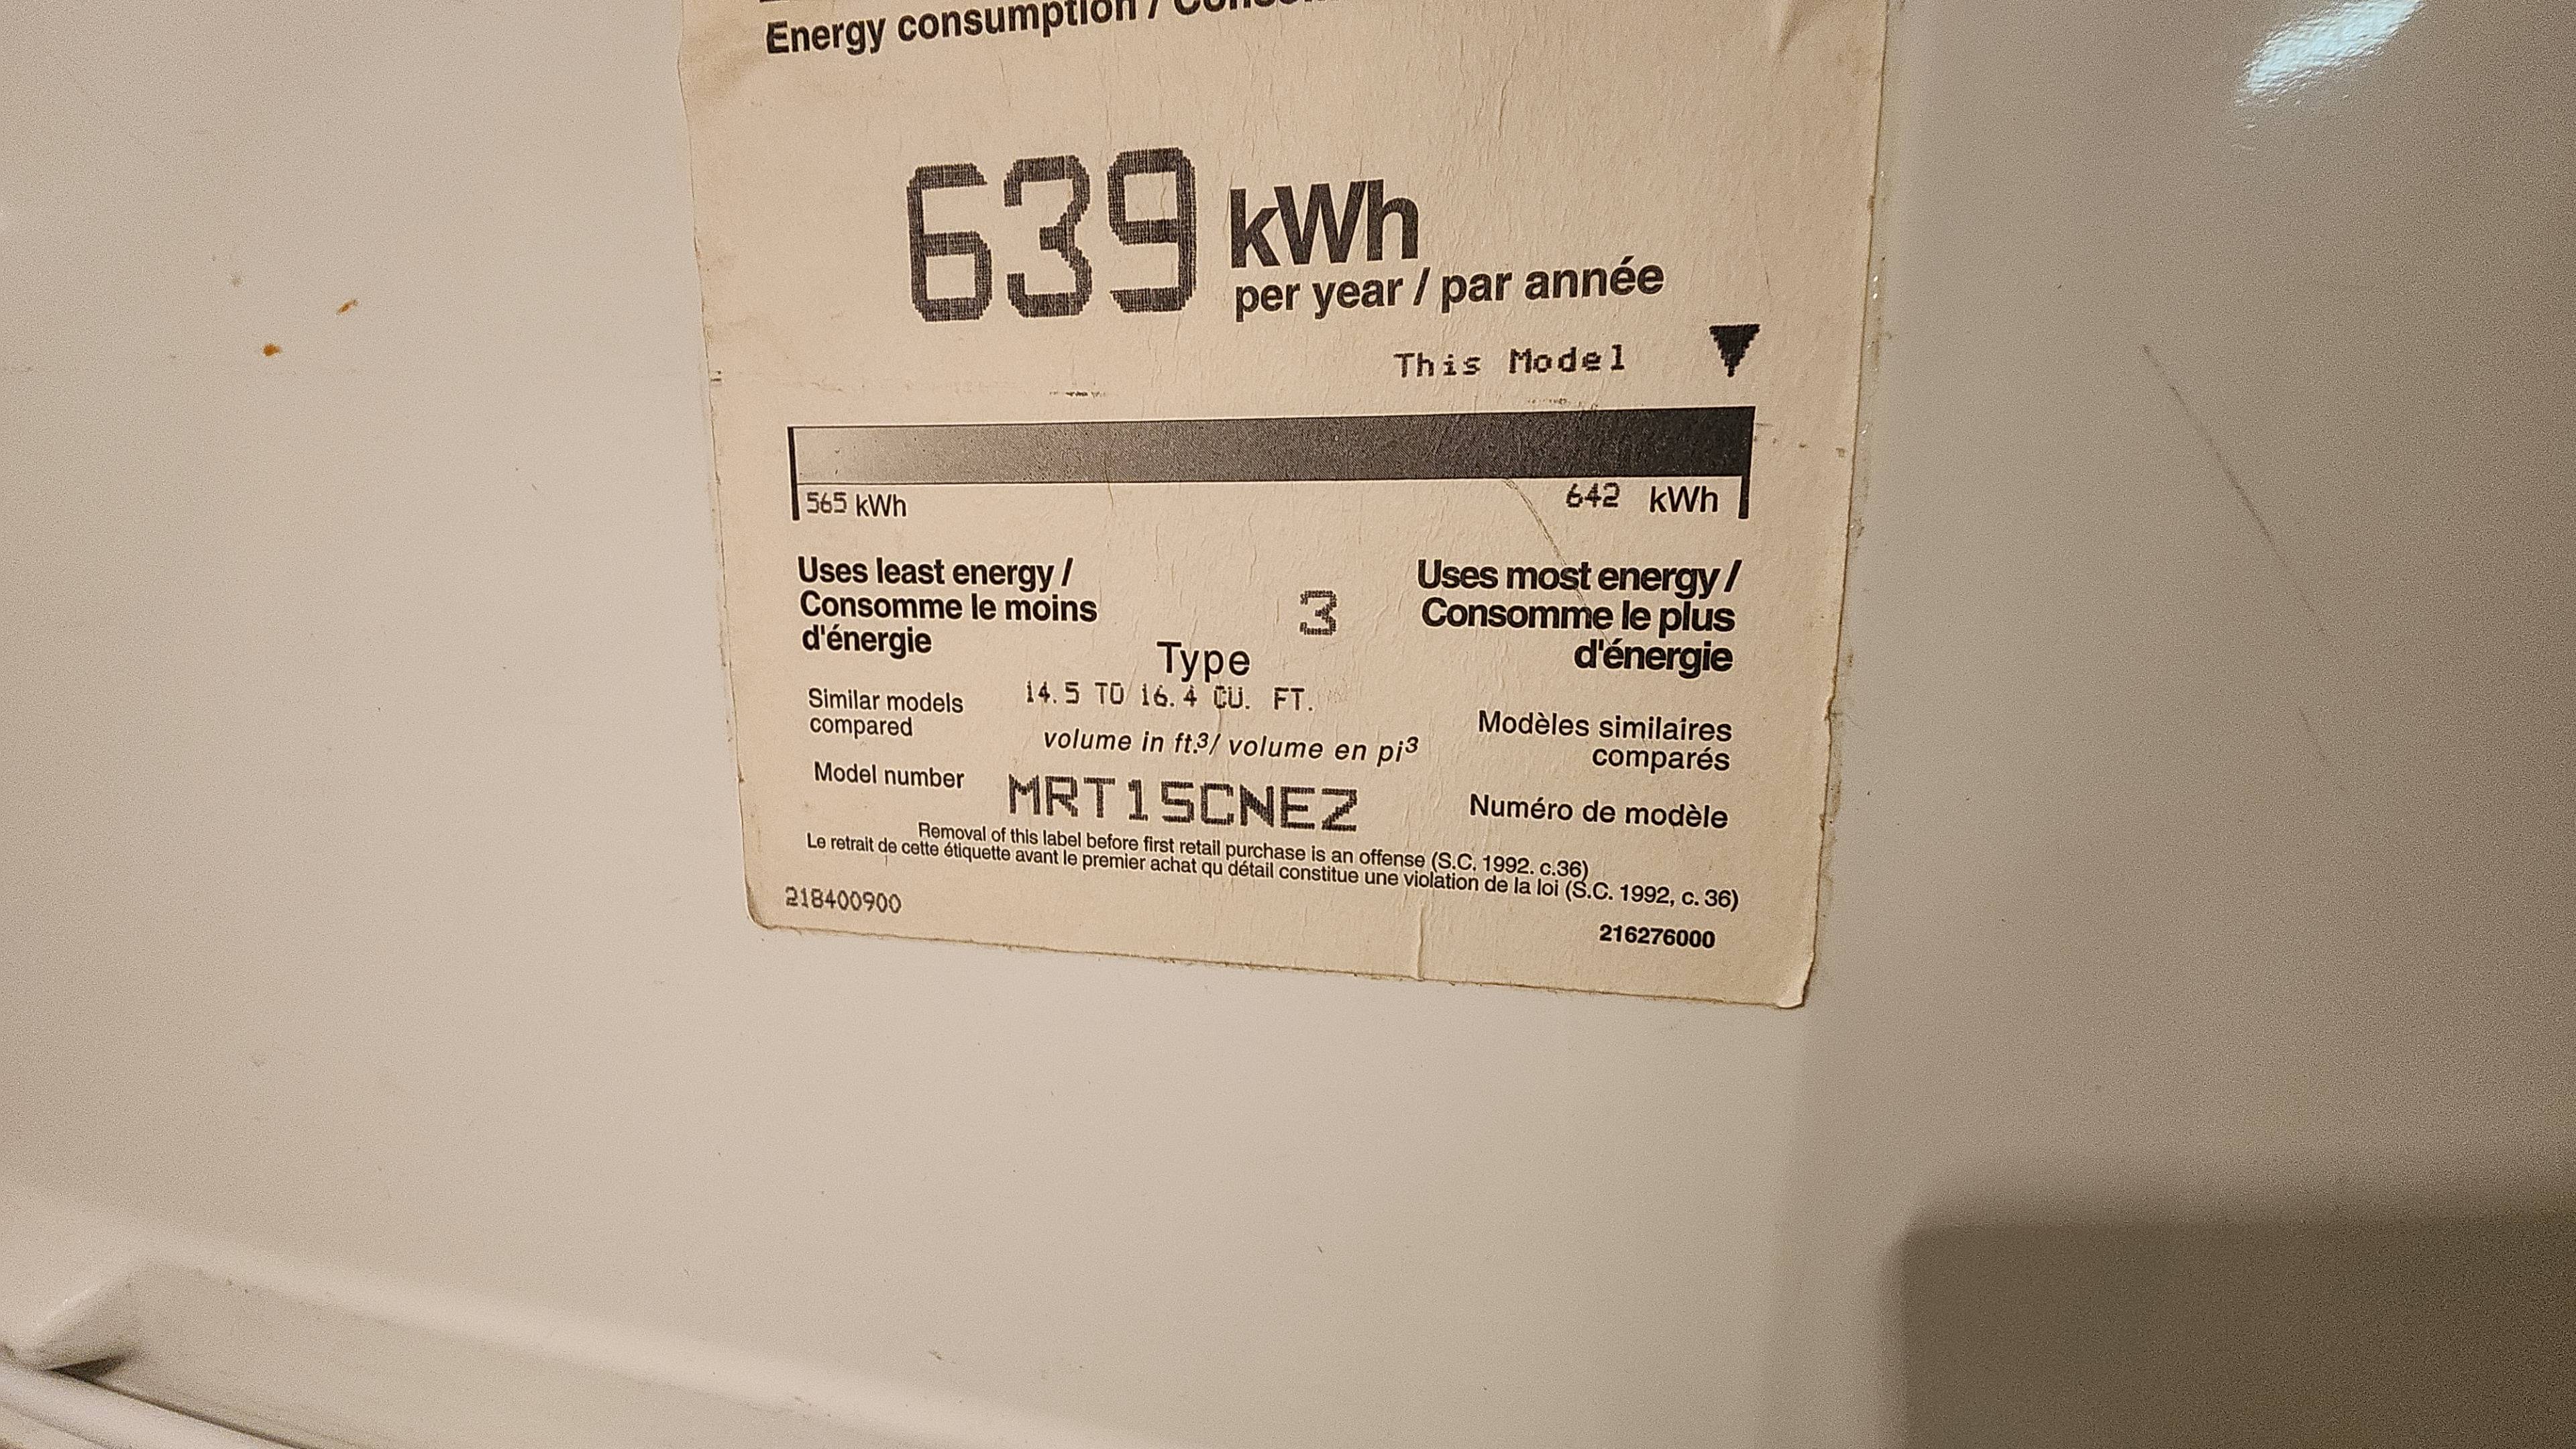 Energy consumption /
639 kWh
per year / par année
This Model
565 kWh
642 kWh
Uses least energy /
Consomme le moins
d'énergie
Uses most energy /
Consomme le plus
d'énergie
3
Type
Similar models
compared
14.5 TO 16.4 CU. FT.
volume in ft.3/ volume en pi3
Modèles similaires
comparés
Model number
MRT15CNEZ
Numéro de modèle
Removal of this label before first retail purchase is an offense (S.C. 1992. c.36)
Le retrait de cette étiquette avant le premier achat qu détail constitue une violation de la loi (S.C. 1992, c. 36)
218400900
216276000